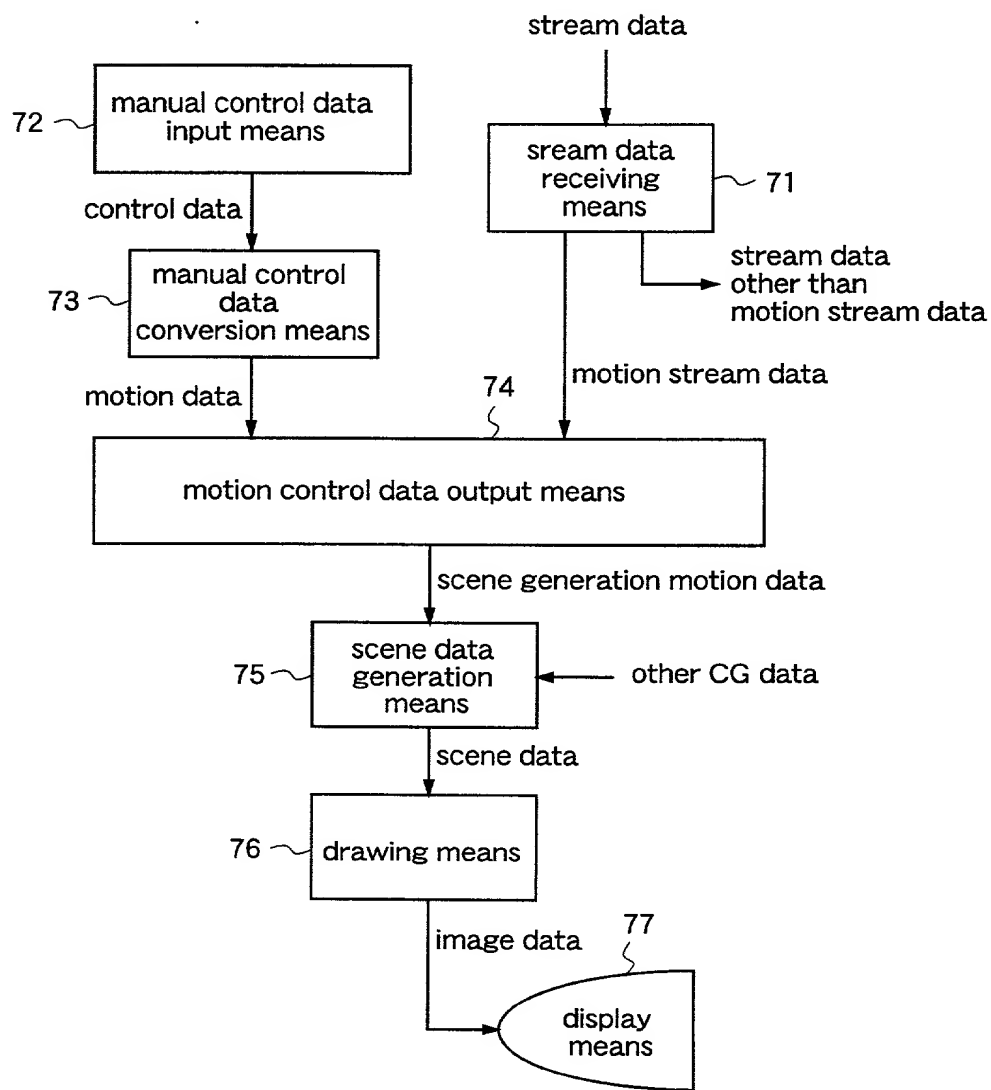 stream data
72
manual control data
input means
sream data
receiving
means
71
control data
stream data
other than
motion stream data
73
manual control
data
conversion means
motion data
74
motion stream data
motion control data output means
scene generation motion data
75
scene data
generation
means
other CG data
scene data
76
drawing means
image data
77
display
means